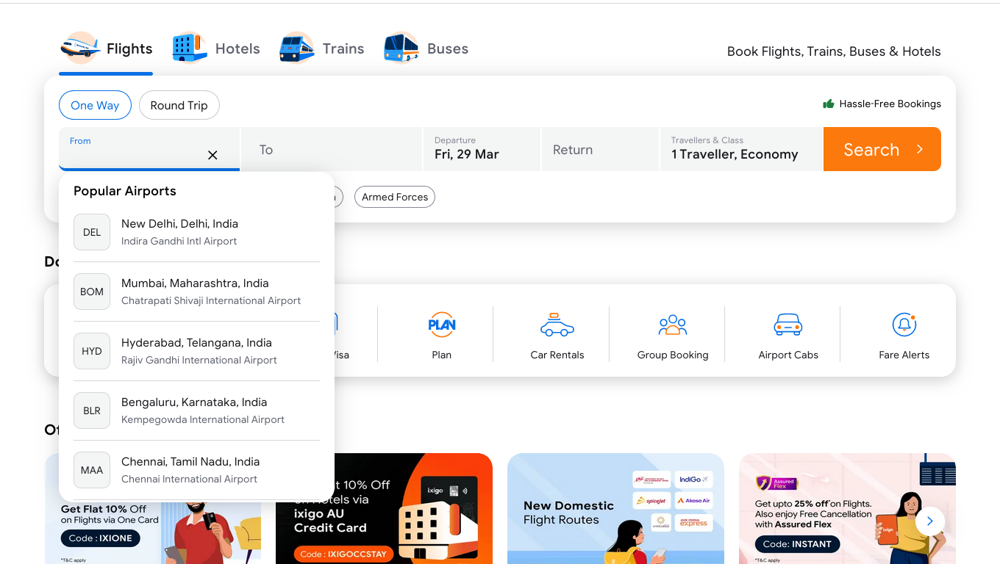 Flights
Hotels
Trains
Buses
Book Flights, Trains, Buses & Hotels
One Way
Round Trip
Hassle-Free Bookings
From
To
Departure
Fri, 29 Mar
Return
Travellers & Class
1 Traveller, Economy
Search
Armed Forces
Popular Airports
DEL
New Delhi, Delhi, India
Indira Gandhi Intl Airport
BOM
Mumbai, Maharashtra, India
Chatrapati Shivaji International Airport
HYD
Hyderabad, Telangana, India
Rajiv Gandhi International Airport
BLR
Bengaluru, Karnataka, India
Kempegowda International Airport
MAA
Chennai, Tamil Nadu, India
Chennai International Airport
Visa
PLAN
Plan
Car Rentals
Group Booking
Airport Cabs
Fare Alerts
Get Flat 10% Off
on Flights via One Card
Code : IXIONE
*T&C apply
t 10% Off
on Hotels via
ixigo AU
Credit Card
Code : IXIGOCCSTAY
ixigo
New Domestic
Flight Routes
IndiGo
spicejet
Akasa Air
vistara
AIR INDIA
express
Assured
Flex
Get upto 25% off* on Flights.
Also enjoy Free Cancellation
with Assured Flex
Code: INSTANT
*T&C apply
ixigo